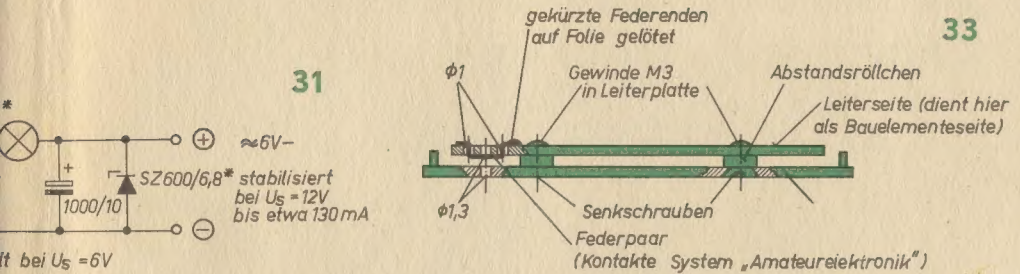 31
*
+
1000/10
SZ600/6,8*
⊕
≈6V–
stabilisiert
bei Us = 12V
bis etwa 130mA
⊖
bei Us = 6V
33
gekürzte Federenden
auf Folie gelötet
ϕ1
Gewinde M3
in Leiterplatte
Abstandsröllchen
Leiterseite (dient hier
als Bauelementeseite)
ϕ1,3
Senkschrauben
Federpaar
(Kontakte System „Amateurelektronik")